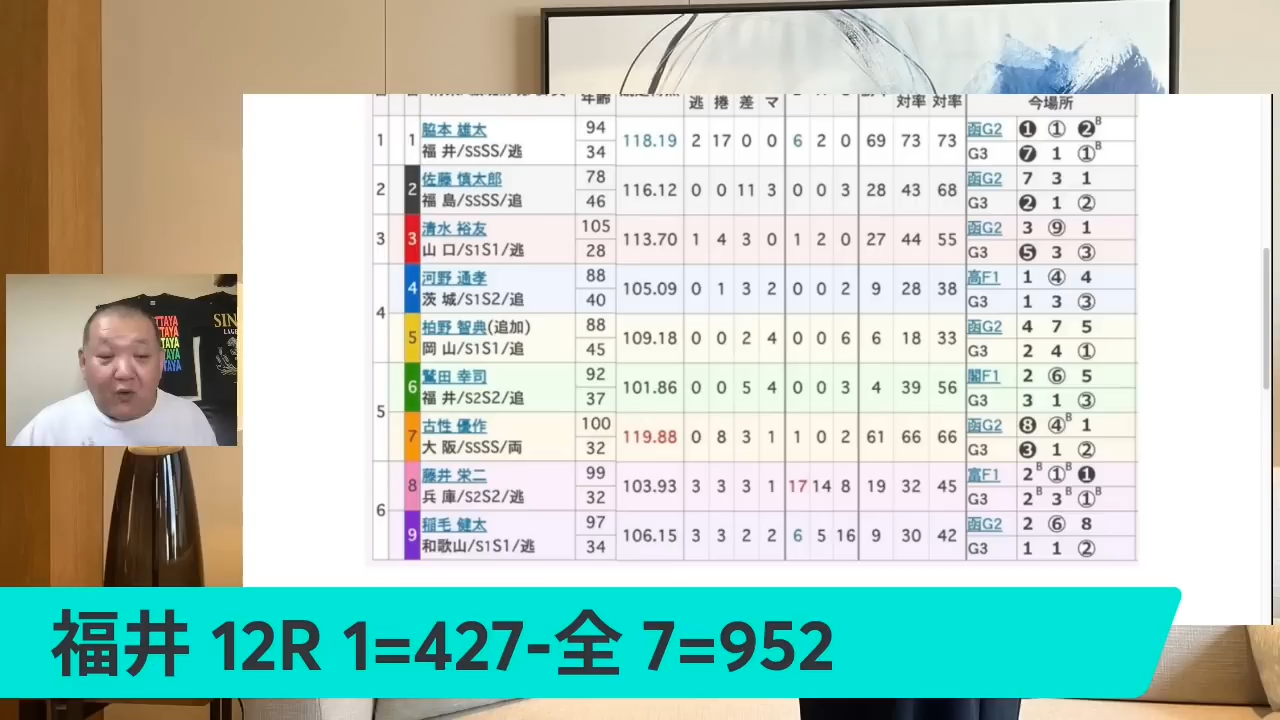 年齢 逃 捲 差 マ 対率 対率 今場所
1 1 脇本 雄太 94 118.19 2 17 0 0 6 2 0 69 73 73 函G2 ❶ ① ❷B
福 井/SSSS/逃 34 G3 ❼ 1 ①B
2 2 佐藤 慎太郎 78 116.12 0 0 11 3 0 0 3 28 43 68 函G2 7 3 1
福 島/SSSS/追 46 G3 ❷ 1 ②
3 3 清水 裕友 105 113.70 1 4 3 0 1 2 0 27 44 55 函G2 3 ⑨ 1
山 口/S1S1/逃 28 G3 ❺ 3 ③
4 4 河野 通孝 88 105.09 0 1 3 2 0 0 2 9 28 38 高F1 1 ④ 4
茨 城/S1S2/追 40 G3 1 3 ③
5 柏野 智典(追加) 88 109.18 0 0 2 4 0 0 6 6 18 33 函G2 4 7 5
岡 山/S1S1/追 45 G3 2 4 ①
5 6 鷲田 幸司 92 101.86 0 0 5 4 0 0 3 4 39 56 閣F1 2 ⑥ 5
福 井/S2S2/追 37 G3 3 1 ③
7 古性 優作 100 119.88 0 8 3 1 1 0 2 61 66 66 函G2 ❽ ④B 1
大 阪/SSSS/両 32 G3 ❸ 1 ②
6 8 藤井 栄二 99 103.93 3 3 3 1 17 14 8 19 32 45 富F1 2B ①B ❶
兵 庫/S2S2/逃 32 G3 2B 3B ①B
9 稲毛 健太 97 106.15 3 3 2 2 6 5 16 9 30 42 函G2 2 ⑥ 8
和歌山/S1S1/逃 34 G3 1 1 ②
TTAYA
TTAYA
TTAYA
TTAYA
TTAYA
SIN
福井 12R 1=427-全 7=952